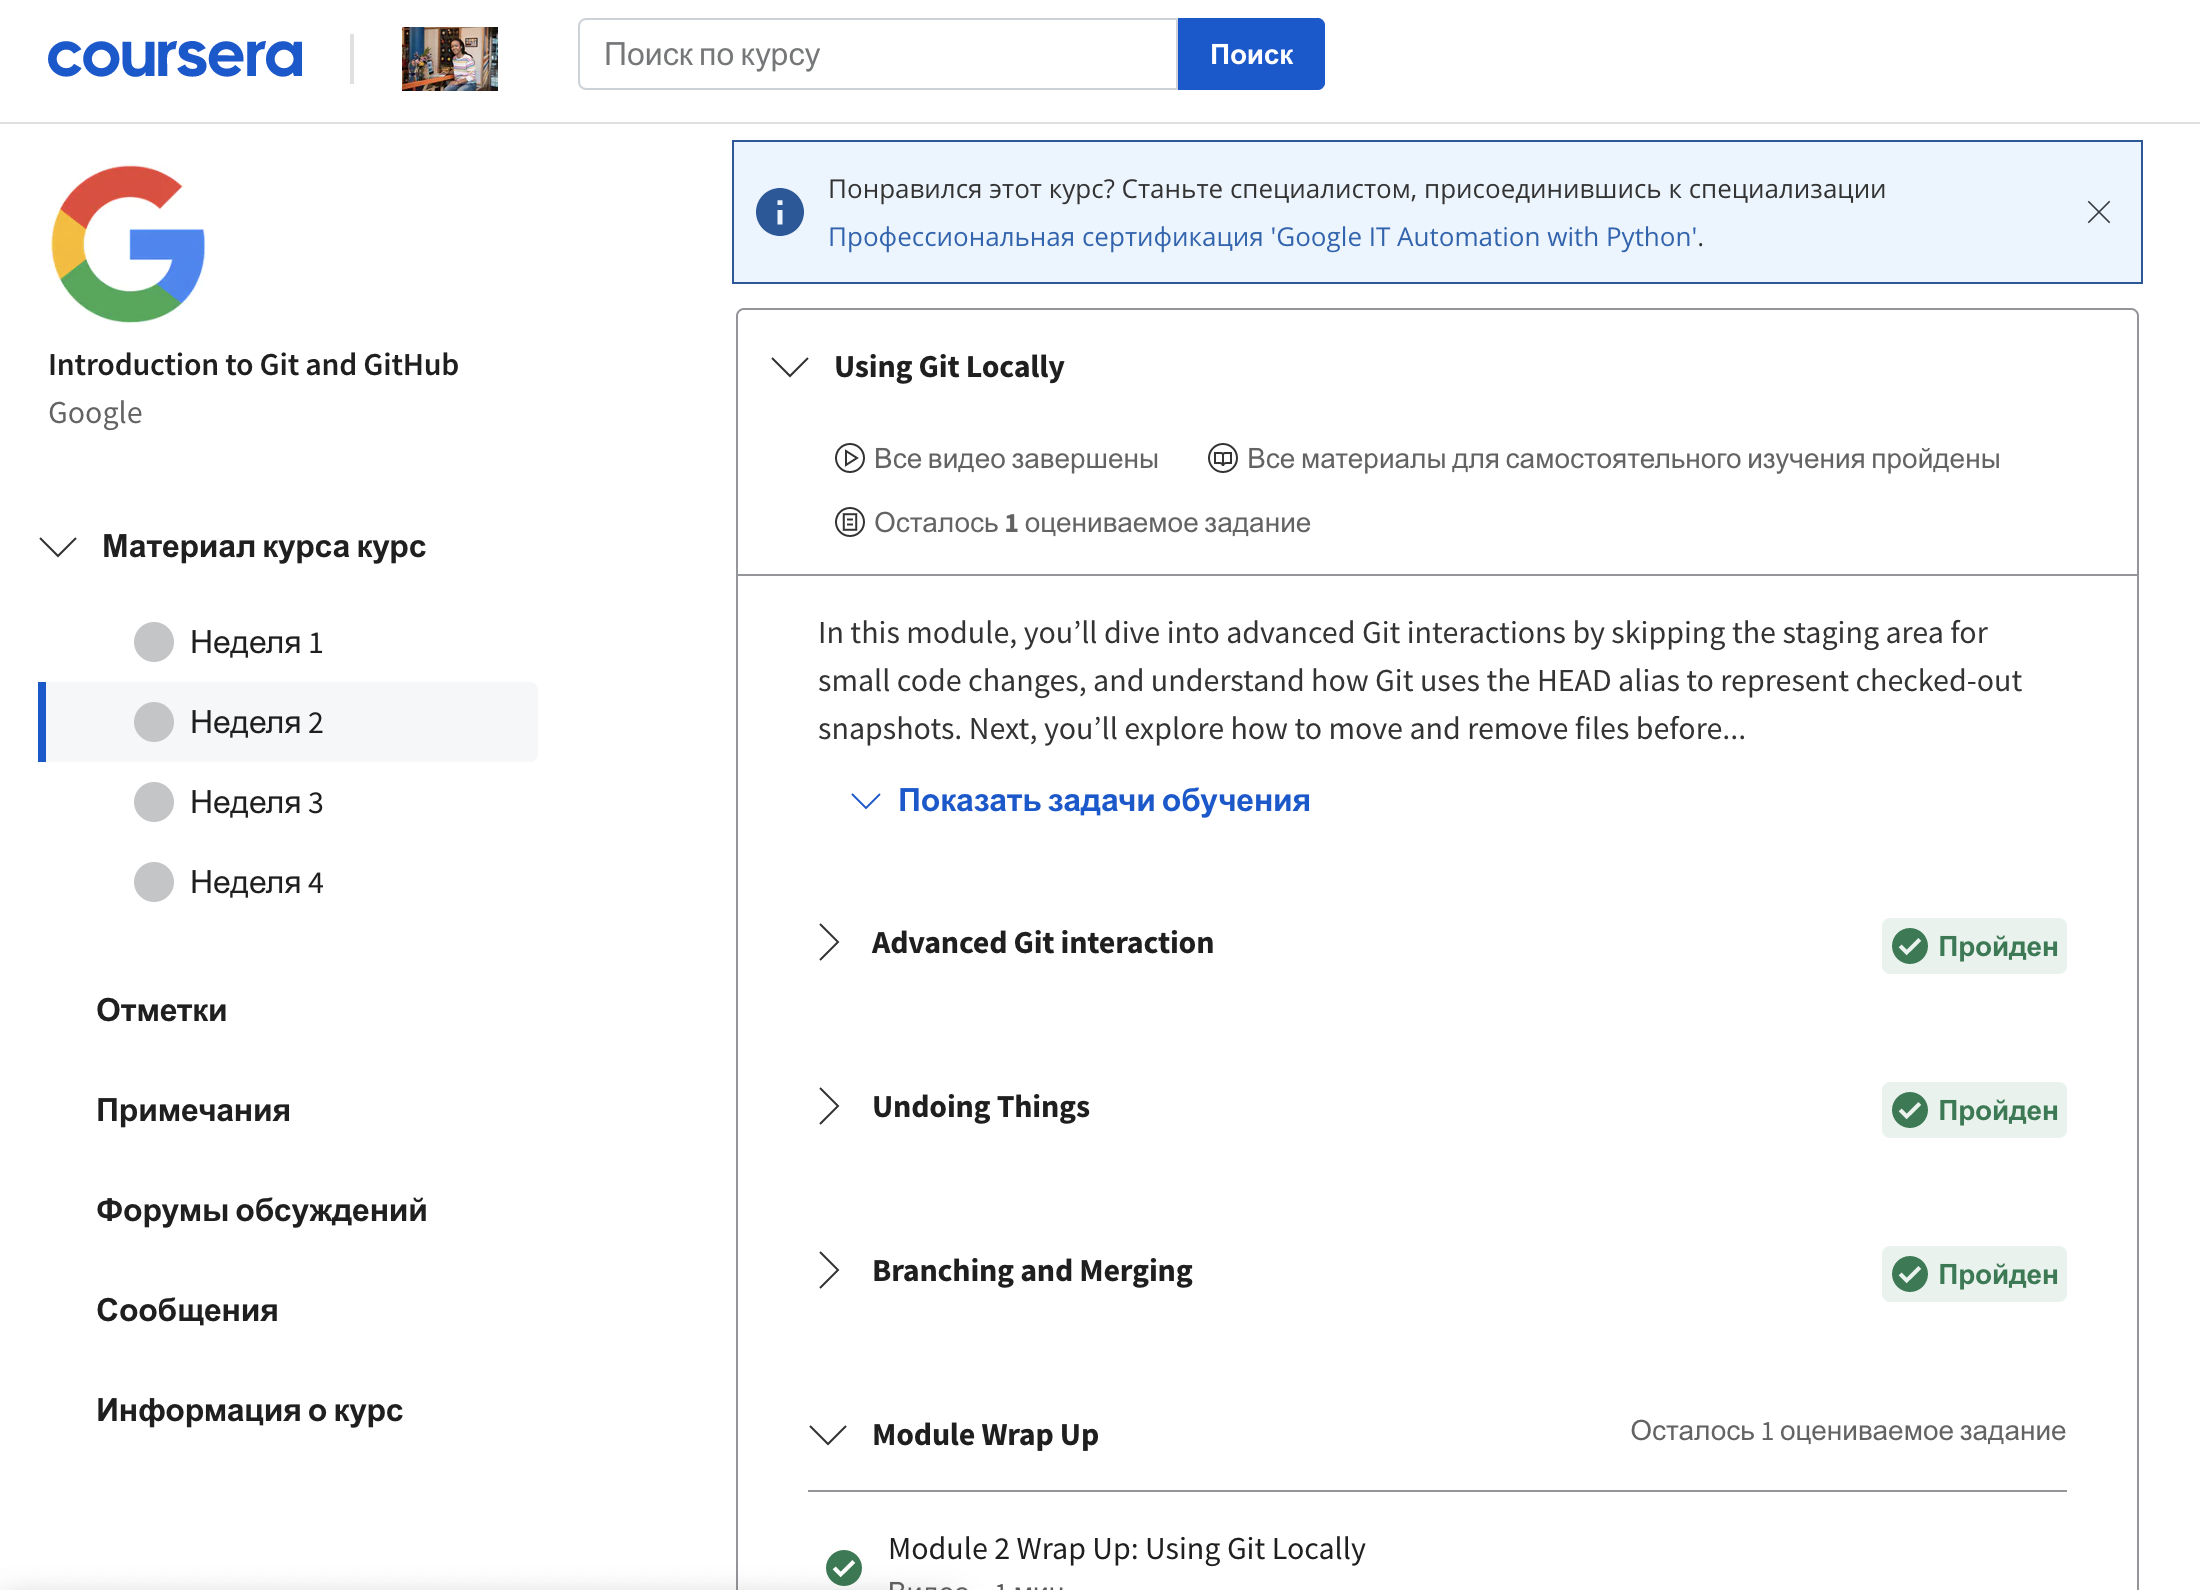 coursera
Поиск по курсу
Поиск
Понравился этот курс? Станьте специалистом, присоединившись к специализации
Профессиональная сертификация 'Google IT Automation with Python'.
Introduction to Git and GitHub
Google
Материал курса курс
Неделя 1
Неделя 2
Неделя 3
Неделя 4
Отметки
Примечания
Форумы обсуждений
Сообщения
Информация о курс
Using Git Locally
Все видео завершены
Все материалы для самостоятельного изучения пройдены
Осталось 1 оцениваемое задание
In this module, you’ll dive into advanced Git interactions by skipping the staging area for
small code changes, and understand how Git uses the HEAD alias to represent checked-out
snapshots. Next, you’ll explore how to move and remove files before...
Показать задачи обучения
Advanced Git interaction
Пройден
Undoing Things
Пройден
Branching and Merging
Пройден
Module Wrap Up
Осталось 1 оцениваемое задание
Module 2 Wrap Up: Using Git Locally